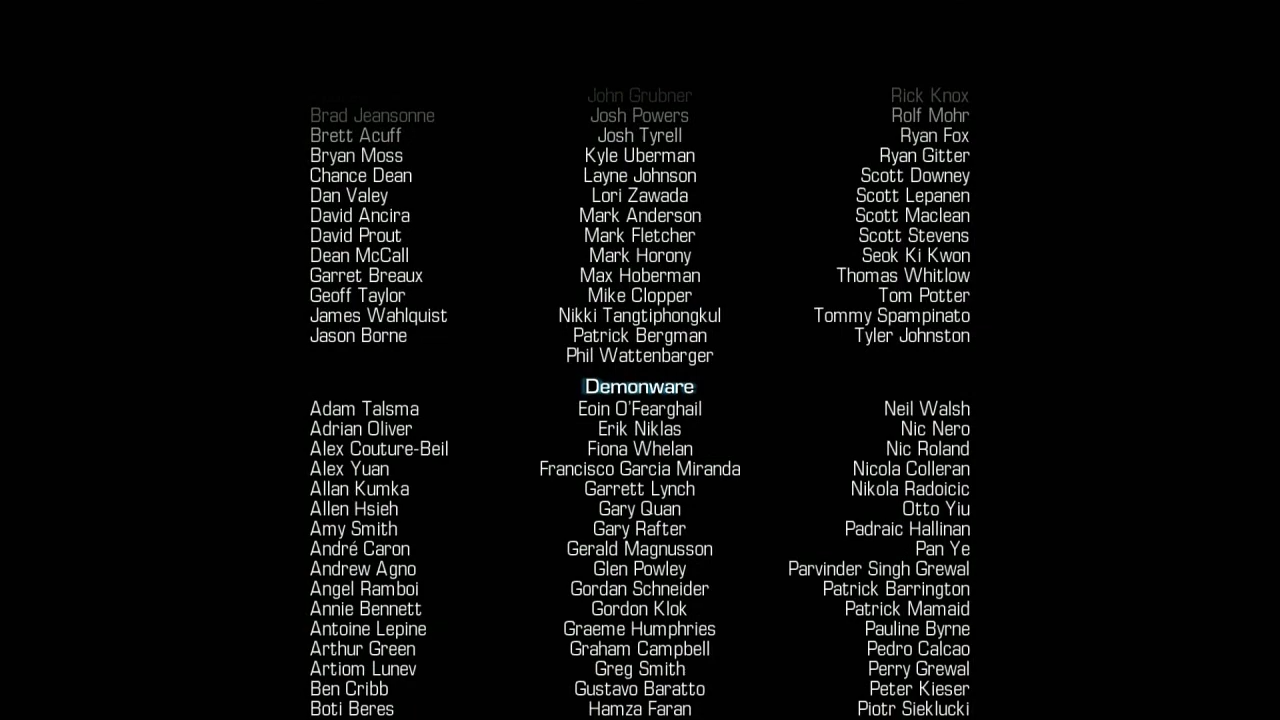 John Grubner Rick Knox
Brad Jeansonne Josh Powers Rolf Mohr
Brett Acuff Josh Tyrell Ryan Fox
Bryan Moss Kyle Uberman Ryan Gitter
Chance Dean Layne Johnson Scott Downey
Dan Valey Lori Zawada Scott Lepanen
David Ancira Mark Anderson Scott Maclean
David Prout Mark Fletcher Scott Stevens
Dean McCall Mark Horony Seok Ki Kwon
Garret Breaux Max Hoberman Thomas Whitlow
Geoff Taylor Mike Clopper Tom Potter
James Wahlquist Nikki Tangtiphongkul Tommy Spampinato
Jason Borne Patrick Bergman Tyler Johnston
Phil Wattenbarger
Demonware
Adam Talsma Eoin O'Fearghail Neil Walsh
Adrian Oliver Erik Niklas Nic Nero
Alex Couture-Beil Fiona Whelan Nic Roland
Alex Yuan Francisco Garcia Miranda Nicola Colleran
Allan Kumka Garrett Lynch Nikola Radoicic
Allen Hsieh Gary Quan Otto Yiu
Amy Smith Gary Rafter Padraic Hallinan
André Caron Gerald Magnusson Pan Ye
Andrew Agno Glen Powley Parvinder Singh Grewal
Angel Ramboi Gordan Schneider Patrick Barrington
Annie Bennett Gordon Klok Patrick Mamaid
Antoine Lepine Graeme Humphries Pauline Byrne
Arthur Green Graham Campbell Pedro Calcao
Artiom Lunev Greg Smith Perry Grewal
Ben Cribb Gustavo Baratto Peter Kieser
Boti Beres Hamza Faran Piotr Sieklucki